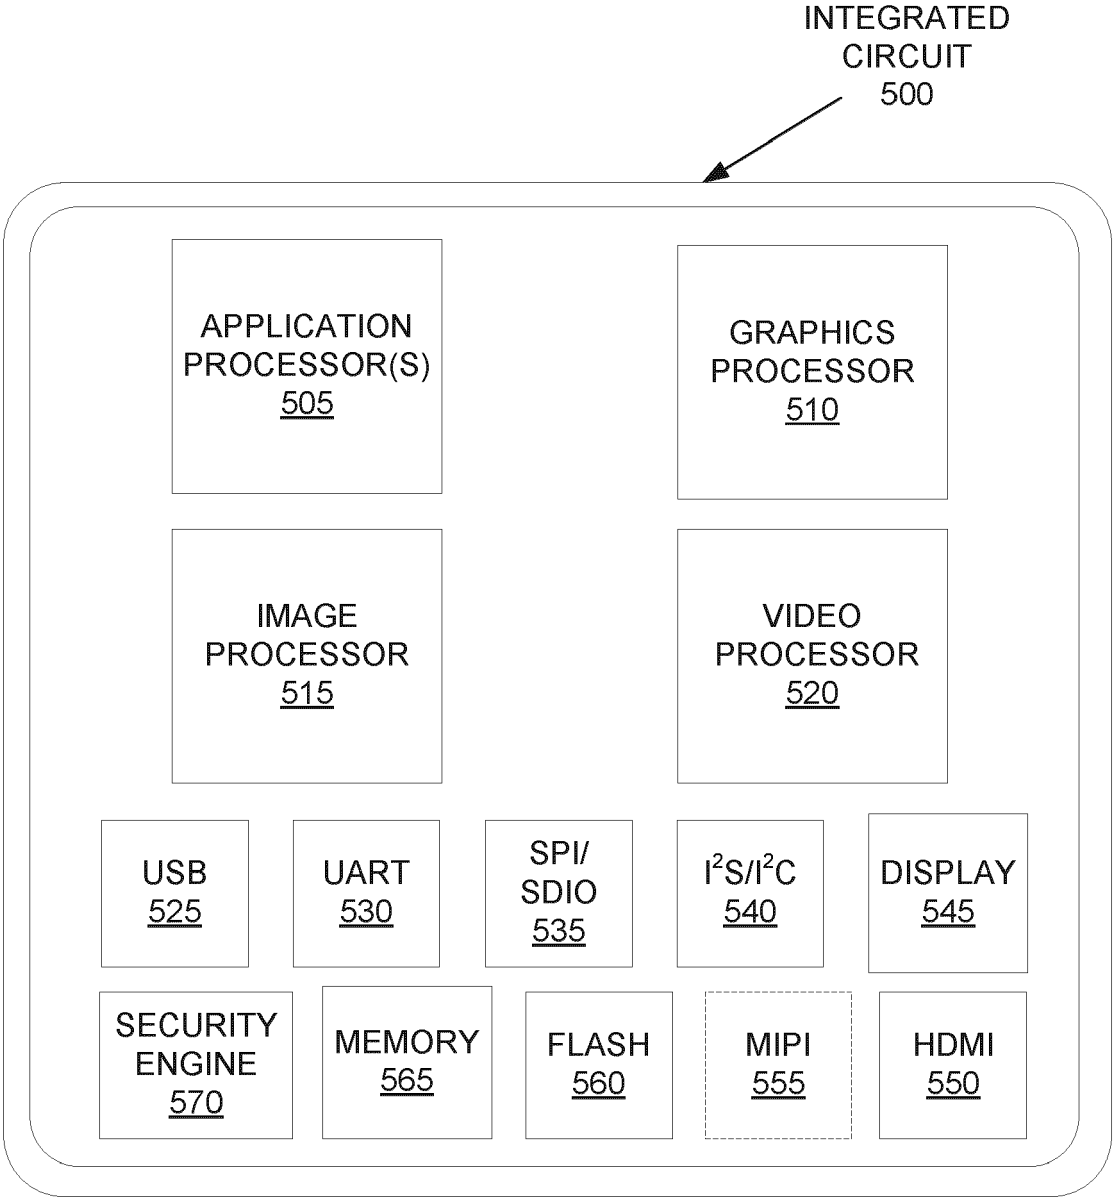 INTEGRATED
CIRCUIT
500
APPLICATION
PROCESSOR(S)
505
GRAPHICS
PROCESSOR
510
IMAGE
PROCESSOR
515
VIDEO
PROCESSOR
520
USB
525
UART
530
SPI/
SDIO
535
I²S/I²C
540
DISPLAY
545
SECURITY
ENGINE
570
MEMORY
565
FLASH
560
MIPI
555
HDMI
550